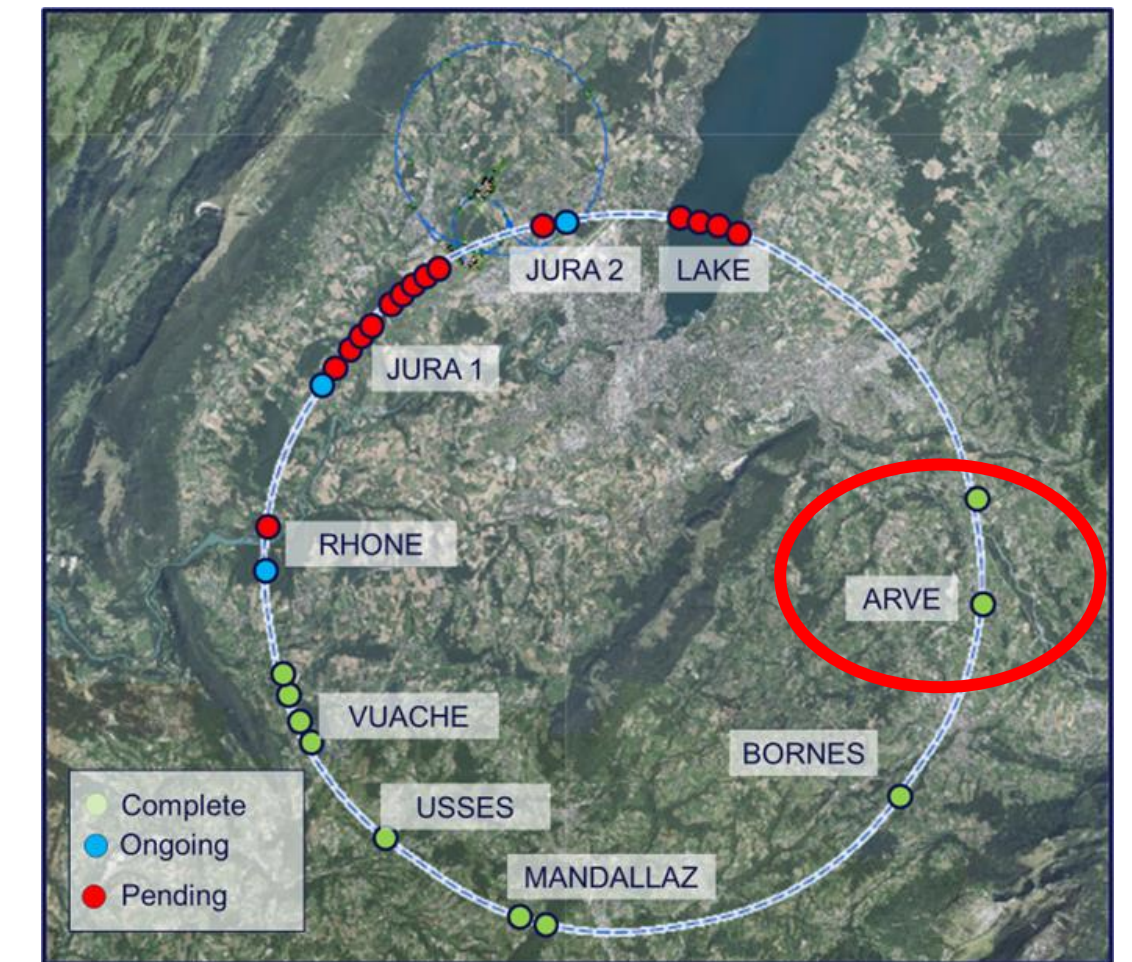 JURA 2
LAKE
JURA 1
RHONE
ARVE
VUACHE
BORNES
USSES
MANDALLAZ
Complete
Ongoing
Pending